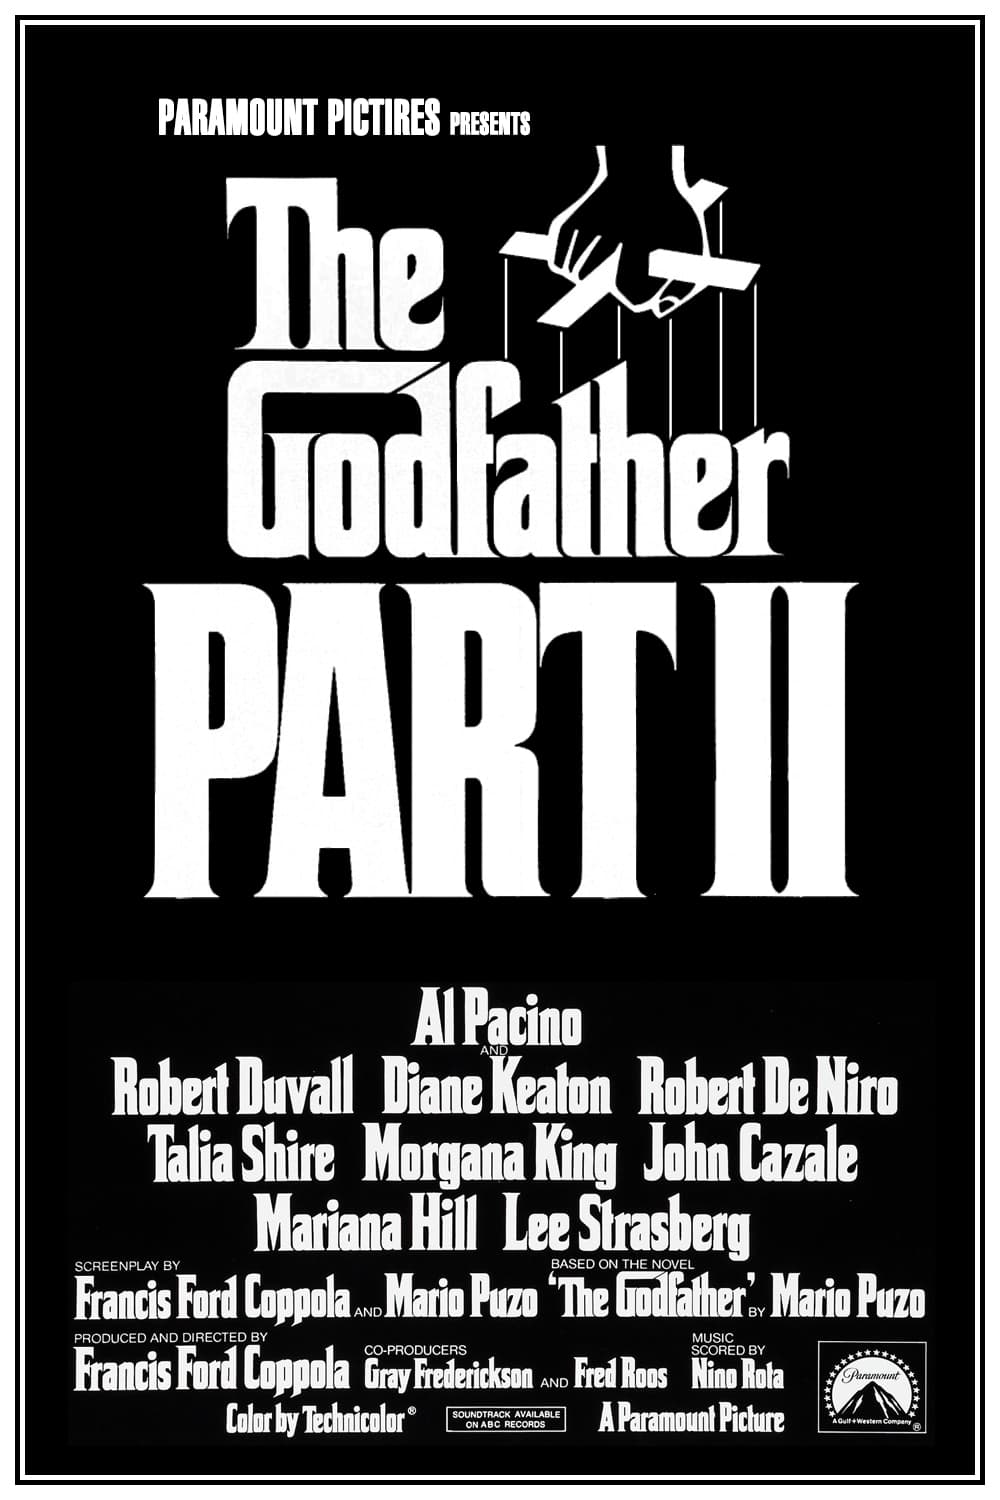 PARAMOUNT PICTIRES PRESENTS
The
Godfather
PART II
Al Pacino
AND
Robert Duvall Diane Keaton Robert De Niro
Talia Shire Morgana King John Cazale
Mariana Hill Lee Strasberg
SCREENPLAY BY
Francis Ford Coppola AND Mario Puzo
BASED ON THE NOVEL
'The Godfather' BY Mario Puzo
PRODUCED AND DIRECTED BY
Francis Ford Coppola
CO-PRODUCERS
Gray Frederickson AND Fred Roos
MUSIC
SCORED BY
Nino Rota
Color by Technicolor®
SOUNDTRACK AVAILABLE
ON ABC RECORDS
A Paramount Picture
Paramount
A Gulf+Western Company
®